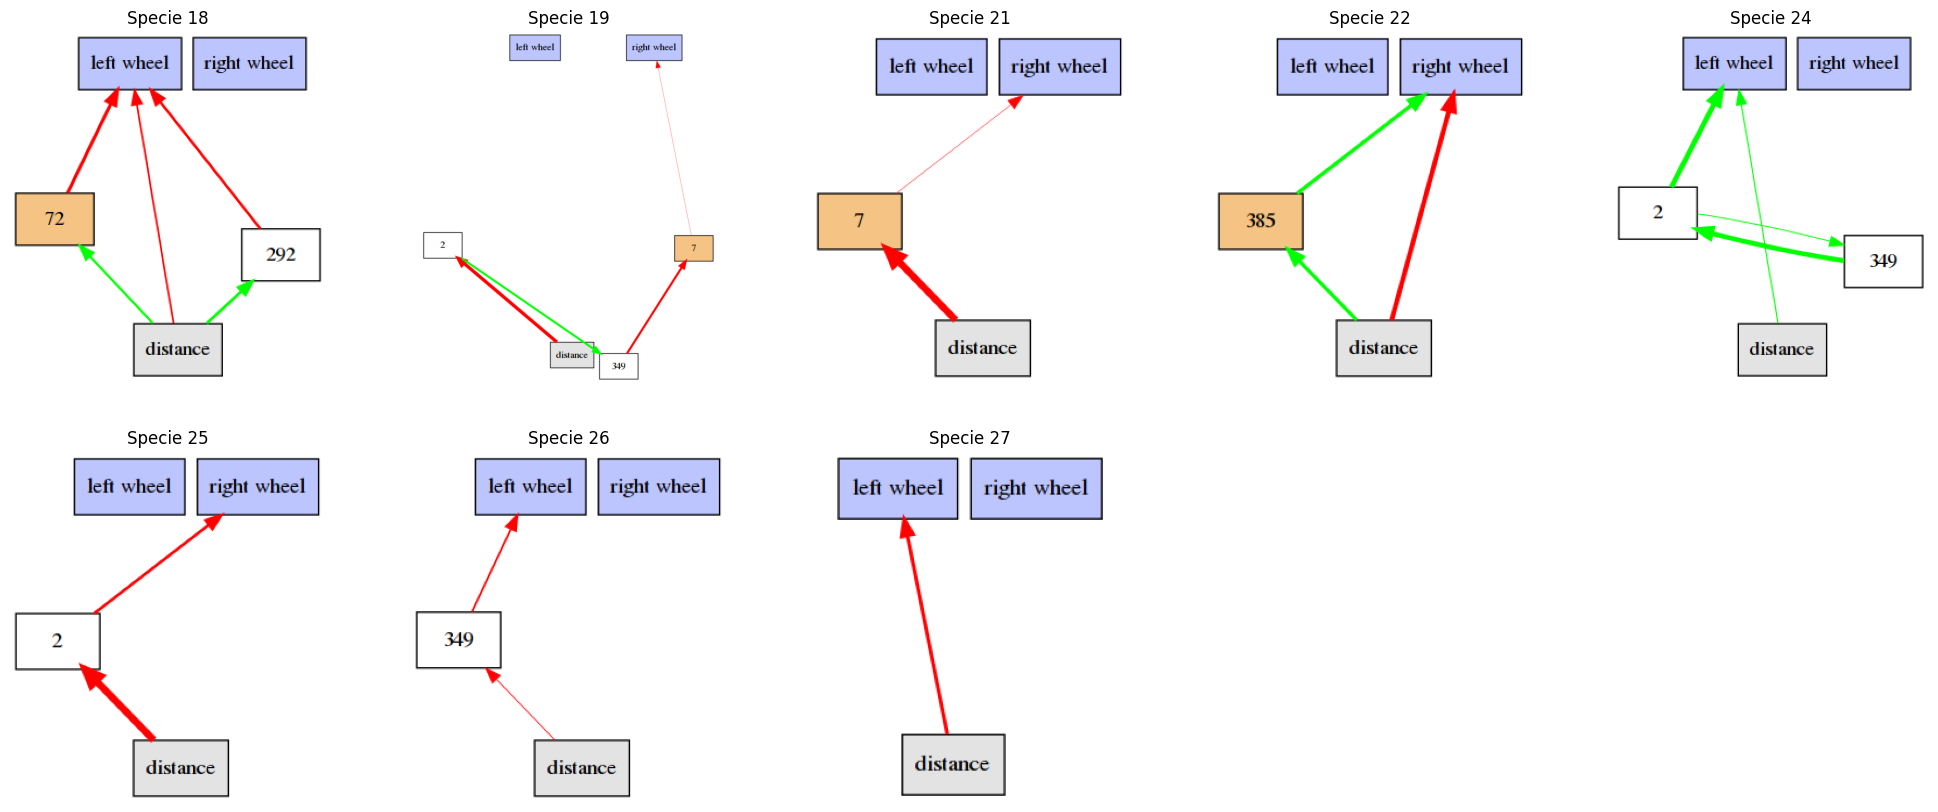 Specie 18
left wheel
right wheel
72
292
distance
Specie 19
left wheel
right wheel
2
7
distance
349
Specie 21
left wheel
right wheel
7
distance
Specie 22
left wheel
right wheel
385
distance
Specie 24
left wheel
right wheel
2
349
distance
Specie 25
left wheel
right wheel
2
distance
Specie 26
left wheel
right wheel
349
distance
Specie 27
left wheel
right wheel
distance